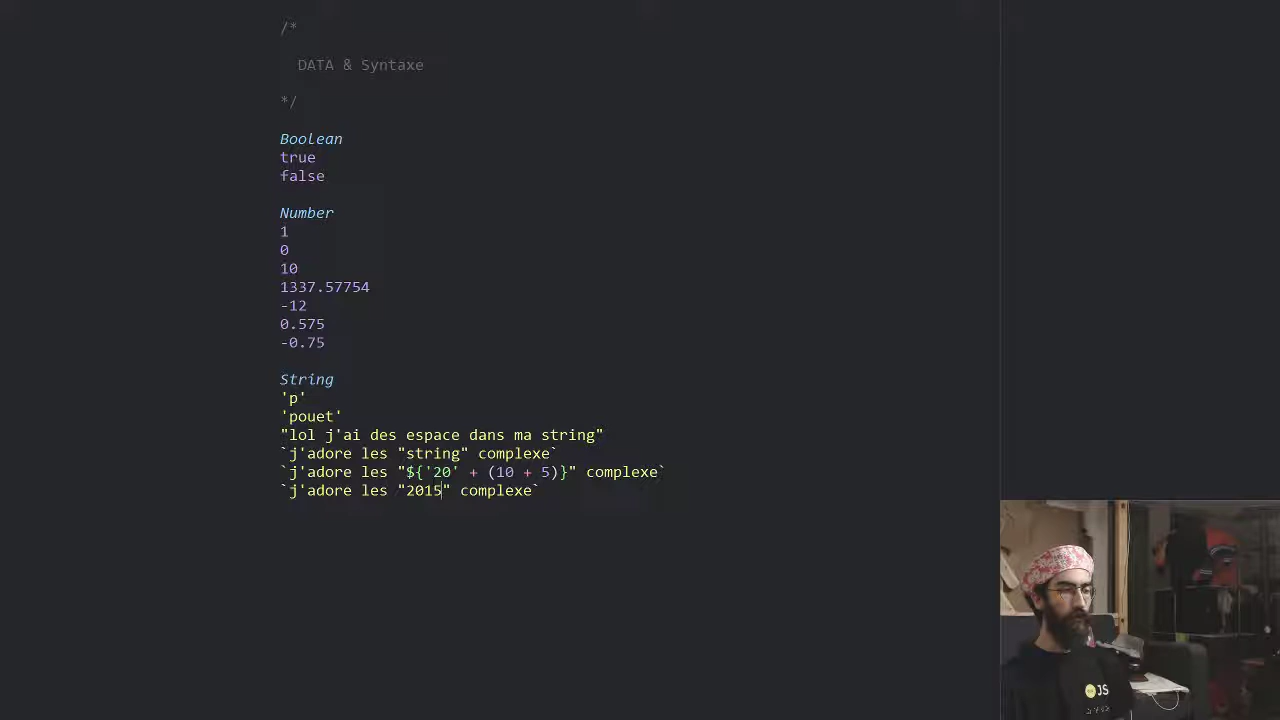 /*
DATA & Syntaxe
*/
Boolean
true
false
Number
1
0
10
1337.57754
-12
0.575
-0.75
String
'p'
'pouet'
"lol j'ai des espace dans ma string"
`j'adore les "string" complexe`
`j'adore les "${'20' + (10 + 5)}" complexe`
`j'adore les "2015" complexe`
JS